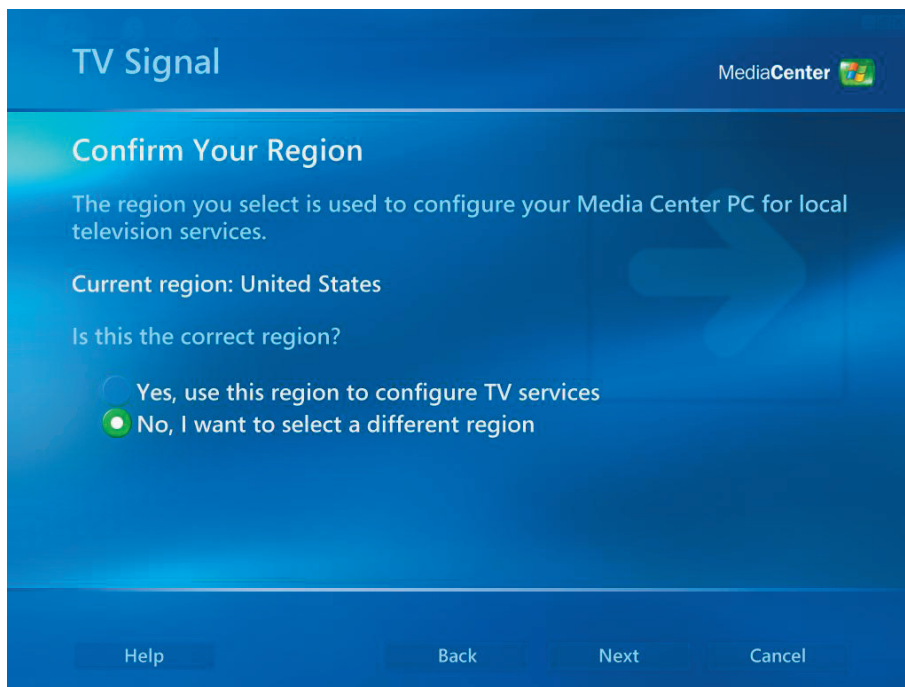 TV Signal
MediaCenter
Confirm Your Region
The region you select is used to configure your Media Center PC for local
television services.
Current region: United States
Is this the correct region?
Yes, use this region to configure TV services
No, I want to select a different region
Help Back Next Cancel